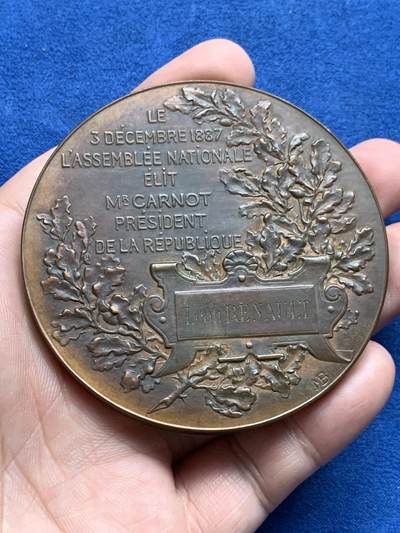 LE
3 DÉCEMBRE 1887
L'ASSEMBLÉE NATIONALE
ÉLIT
MR CARNOT
PRÉSIDENT
DE LA RÉPUBLIQUE
RENAULT